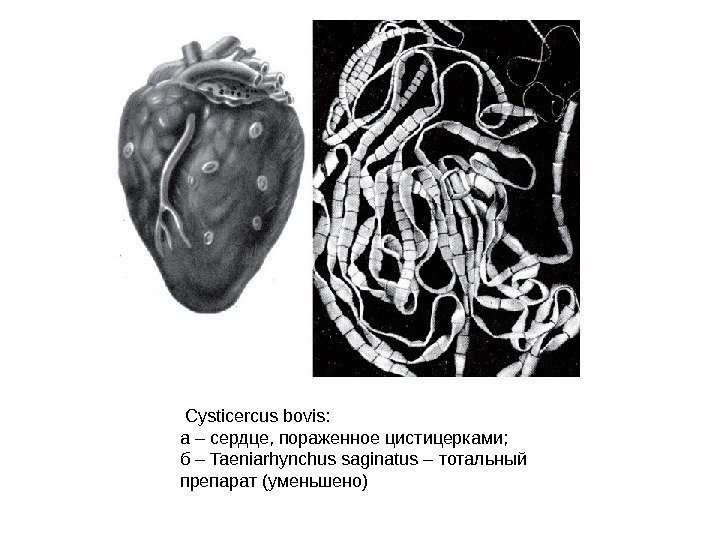 Cysticercus bovis:
а – сердце, пораженное цистицерками;
б – Taeniarhynchus saginatus – тотальный
препарат (уменьшено)